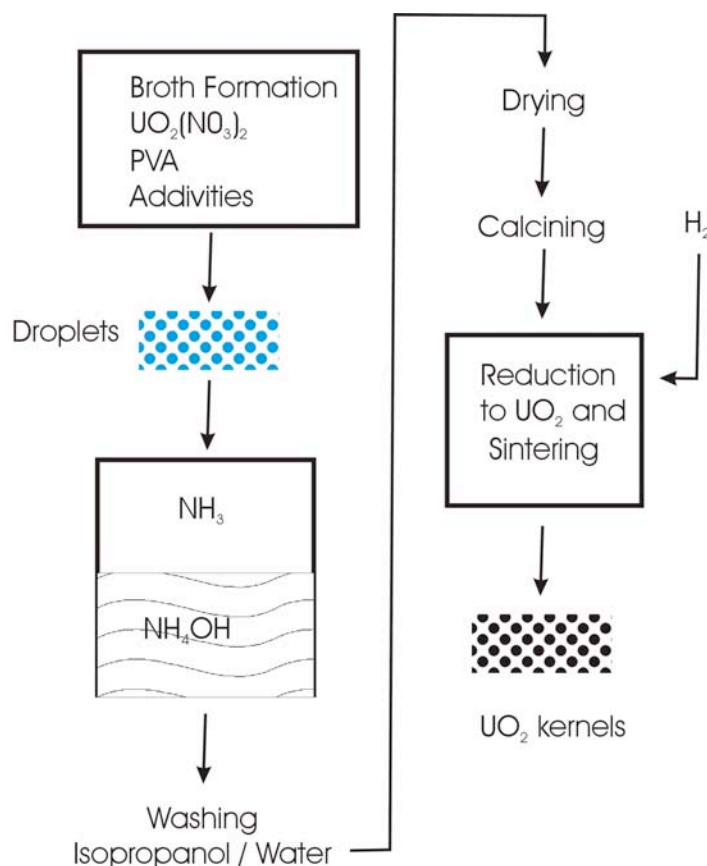 Broth Formation
UO₂(NO₃)₂
PVA
Addivities
Droplets
NH₃
NH₄OH
Washing
Isopropanol / Water
Drying
Calcining
H₂
Reduction
to UO₂ and
Sintering
UO₂ kernels